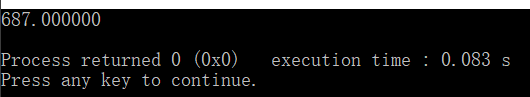 687.000000
Process returned 0 (0x0)   execution time : 0.083 s
Press any key to continue.